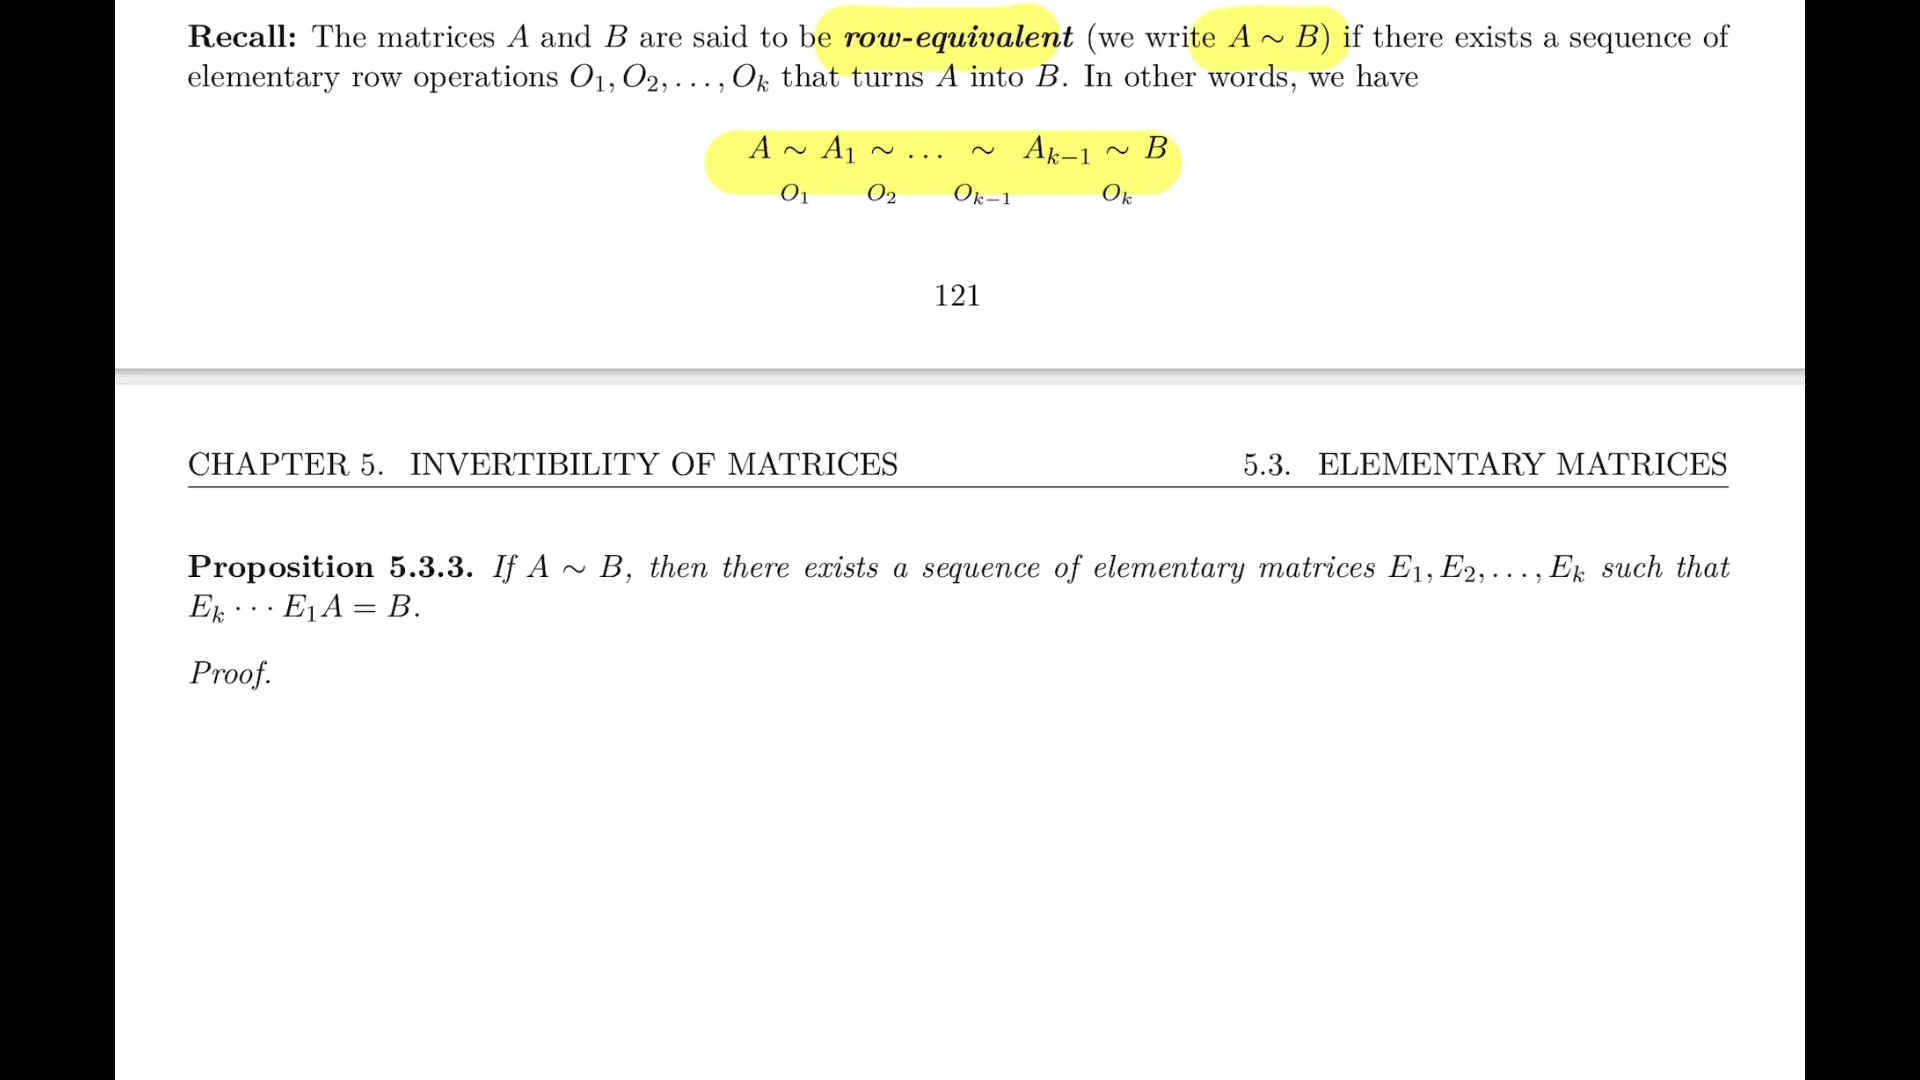 Recall: The matrices A and B are said to be row-equivalent (we write A ∼ B) if there exists a sequence of
elementary row operations O₁, O₂, . . . , Oₖ that turns A into B. In other words, we have
A ∼ A₁ ∼ . . . ∼ Aₖ₋₁ ∼ B
O₁ O₂ Oₖ₋₁ Oₖ
121
CHAPTER 5. INVERTIBILITY OF MATRICES 5.3. ELEMENTARY MATRICES
Proposition 5.3.3. If A ∼ B, then there exists a sequence of elementary matrices E₁, E₂, . . . , Eₖ such that
Eₖ · · · E₁A = B.
Proof.